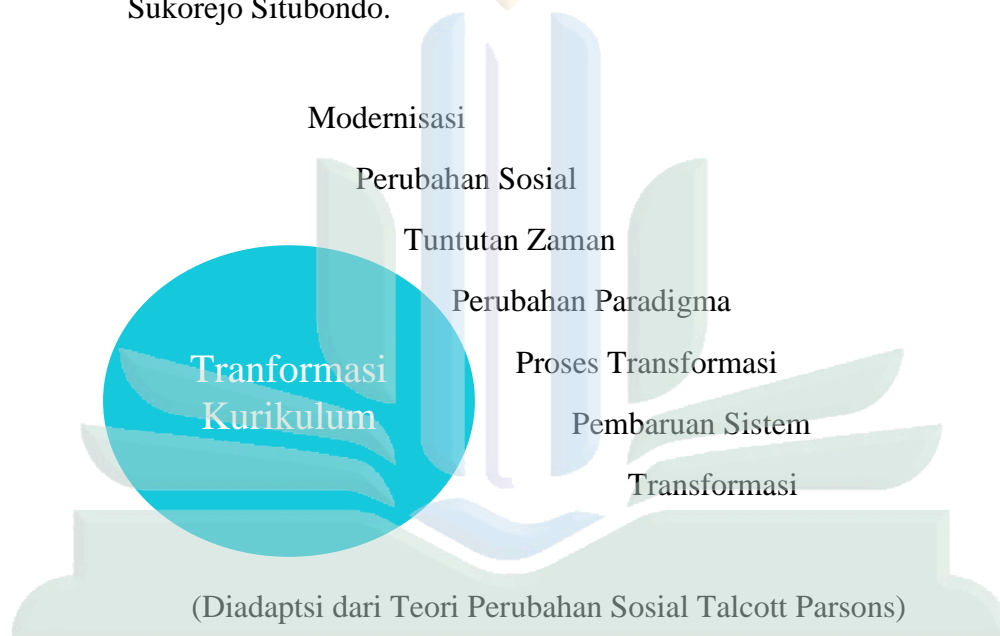 Sukorejo Situbondo.
Modernisasi
Perubahan Sosial
Tuntutan Zaman
Perubahan Paradigma
Proses Transformasi
Pembaruan Sistem
Transformasi
Tranformasi
Kurikulum
(Diadaptsi dari Teori Perubahan Sosial Talcott Parsons)